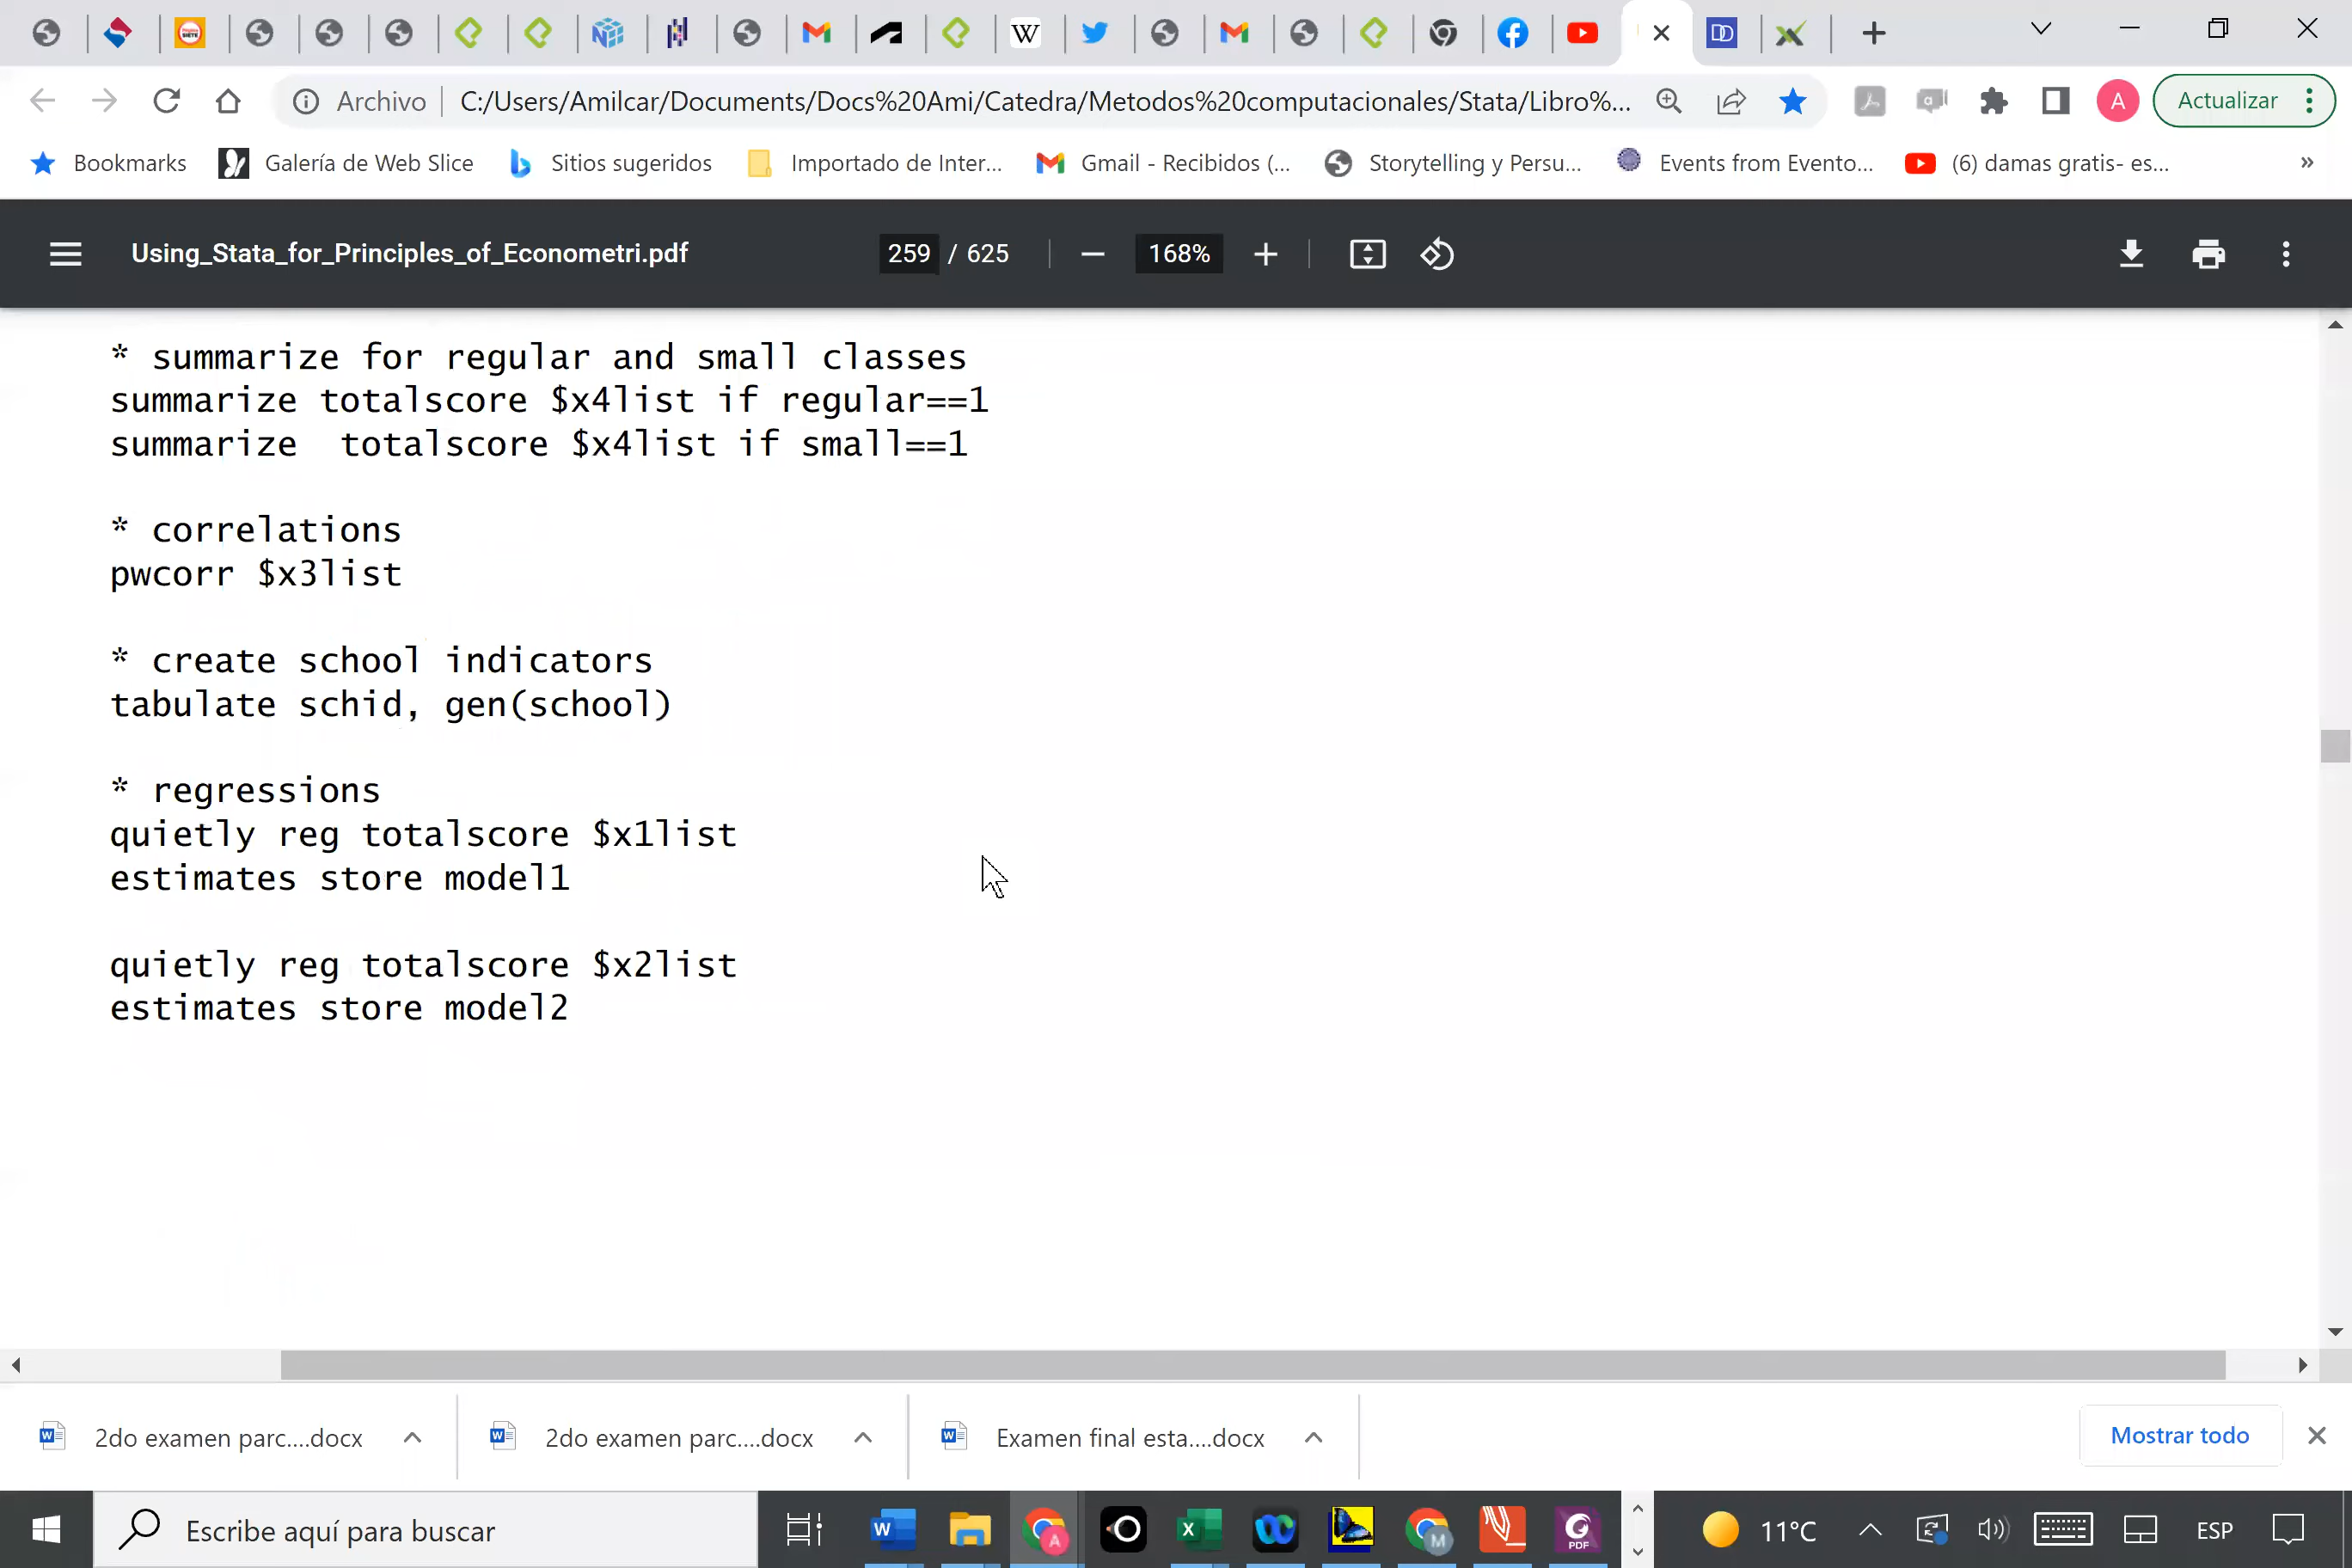 Archivo C:/Users/Amilcar/Documents/Docs%20Ami/Catedra/Metodos%20computacionales/Stata/Libro%... A Actualizar
Bookmarks Galería de Web Slice Sitios sugeridos Importado de Inter... Gmail - Recibidos (... Storytelling y Persu... Events from Evento... (6) damas gratis- es... »
Using_Stata_for_Principles_of_Econometri.pdf 259 / 625 168%
* summarize for regular and small classes
summarize totalscore $x4list if regular==1
summarize  totalscore $x4list if small==1
* correlations
pwcorr $x3list
* create school indicators
tabulate schid, gen(school)
* regressions
quietly reg totalscore $x1list
estimates store model1
quietly reg totalscore $x2list
estimates store model2
2do examen parc....docx 2do examen parc....docx Examen final esta....docx Mostrar todo
Escribe aquí para buscar 11°C ESP